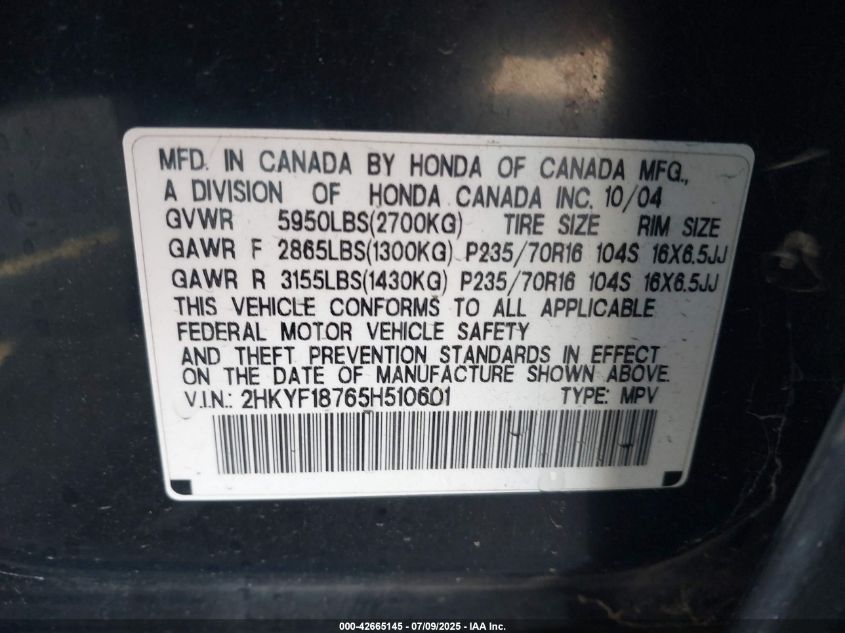 MFD. IN CANADA BY HONDA OF CANADA MFG.,
A DIVISION OF HONDA CANADA INC. 10/04
GVWR 5950LBS(2700KG) TIRE SIZE RIM SIZE
GAWR F 2865LBS(1300KG) P235/70R16 104S 16X6.5JJ
GAWR R 3155LBS(1430KG) P235/70R16 104S 16X6.5JJ
THIS VEHICLE CONFORMS TO ALL APPLICABLE
FEDERAL MOTOR VEHICLE SAFETY
AND THEFT PREVENTION STANDARDS IN EFFECT
ON THE DATE OF MANUFACTURE SHOWN ABOVE.
V.I.N.: 2HKYF18765H510601 TYPE: MPV
000-42665145 - 07/09/2025 - IAA Inc.